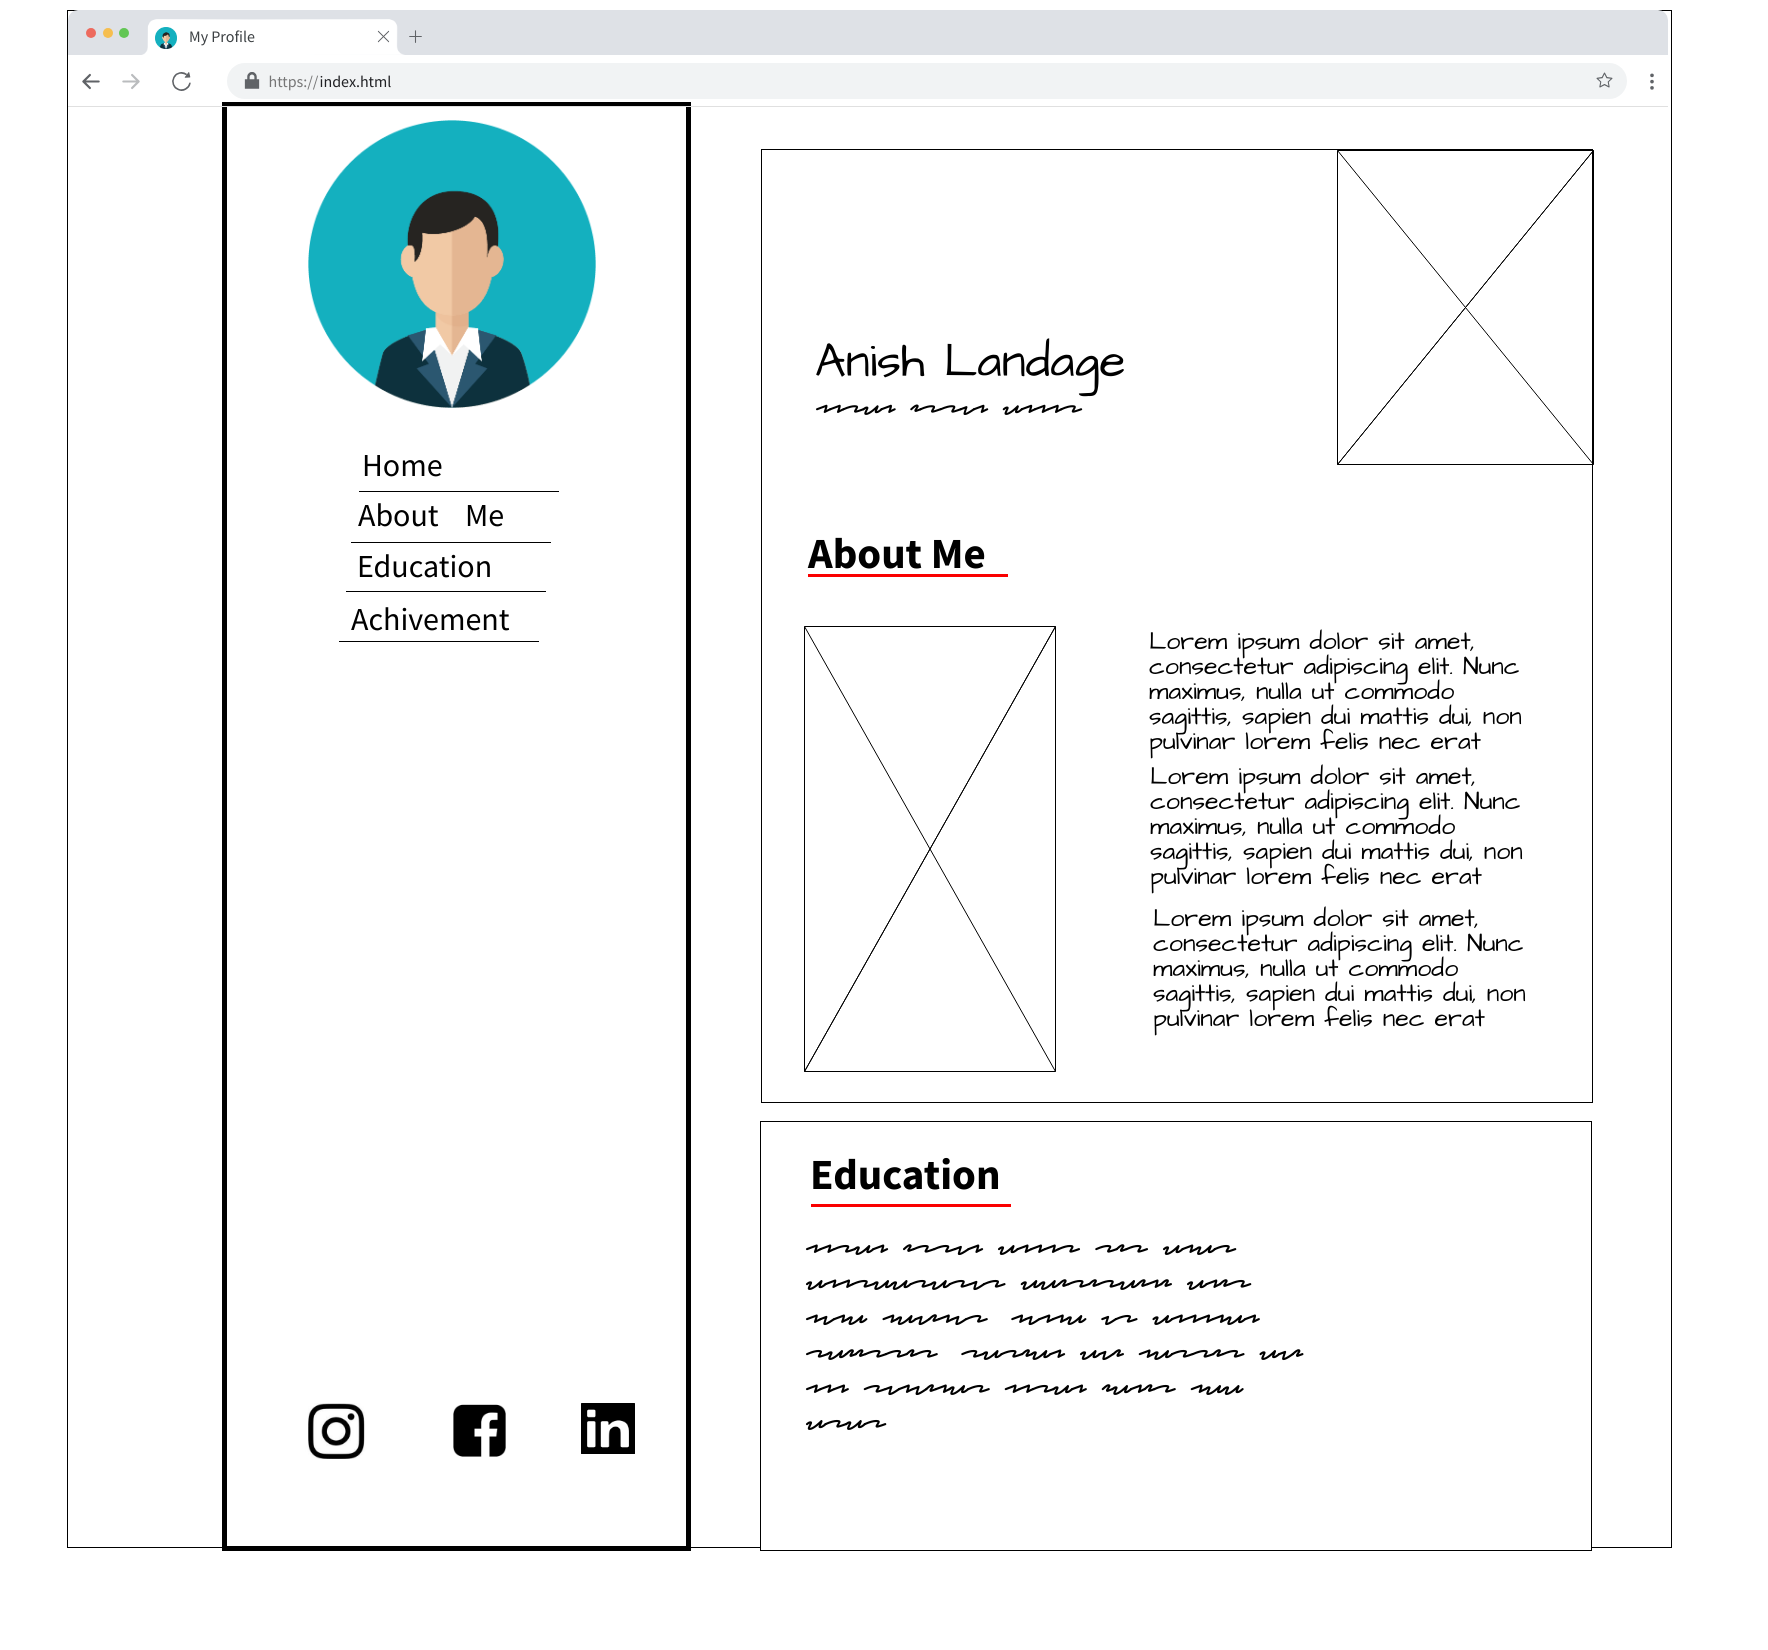 My Profile
https://index.html
Home
About Me
Education
Achivement
Anish Landage
About Me
Lorem ipsum dolor sit amet,
consectetur adipiscing elit. Nunc
maximus, nulla ut commodo
sagittis, sapien dui mattis dui, non
pulvinar lorem felis nec erat
Lorem ipsum dolor sit amet,
consectetur adipiscing elit. Nunc
maximus, nulla ut commodo
sagittis, sapien dui mattis dui, non
pulvinar lorem felis nec erat
Lorem ipsum dolor sit amet,
consectetur adipiscing elit. Nunc
maximus, nulla ut commodo
sagittis, sapien dui mattis dui, non
pulvinar lorem felis nec erat
Education
in